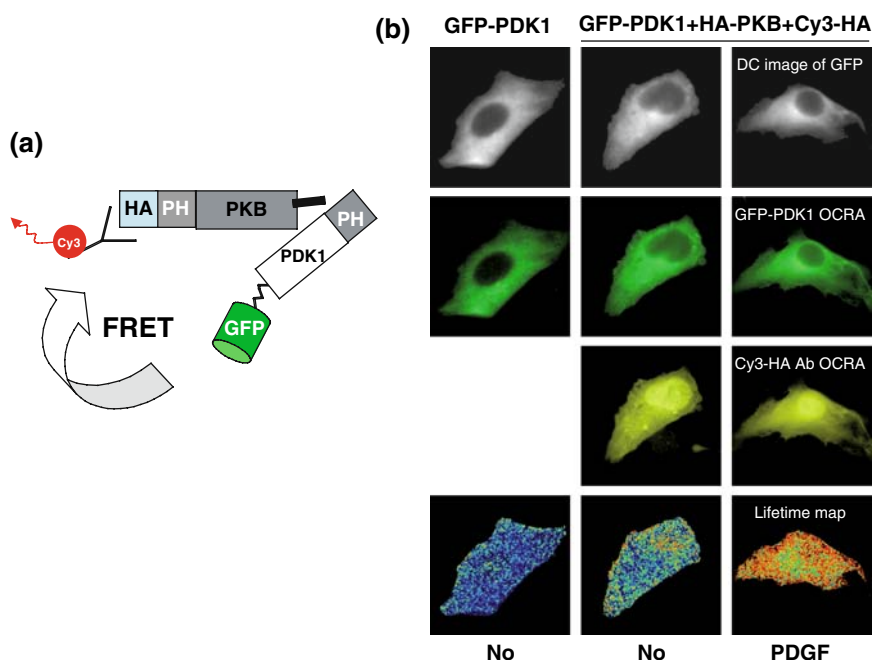 (a)
HA PH PKB
PH
PDK1
Cy3
GFP
FRET
(b)
GFP-PDK1 GFP-PDK1+HA-PKB+Cy3-HA
DC image of GFP
GFP-PDK1 OCRA
Cy3-HA Ab OCRA
Lifetime map
No No PDGF